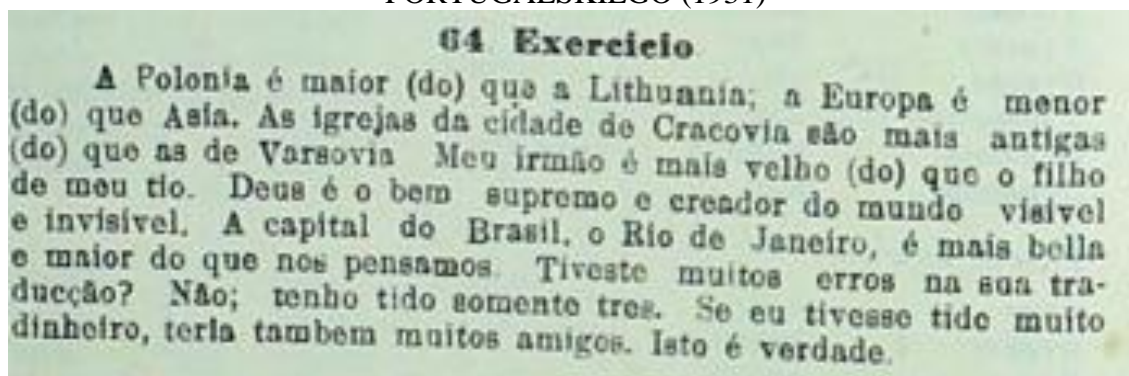 PORTUGALSKIEGO (1931)
64 Exercicio
A Polonia é maior (do) que a Lithuania; a Europa é menor
(do) que Asia. As igrejas da cidade de Cracovia são mais antigas
(do) que as de Varsovia Meu irmão é mais velho (do) que o filho
de meu tio. Deus é o bem supremo e creador do mundo visivel
e invisivel. A capital do Brasil, o Rio de Janeiro, é mais bella
e maior do que nos pensamos. Tiveste muitos erros na sua tra-
ducção? Não; tenho tido somente tres. Se eu tivesse tido muito
dinheiro, teria tambem muitos amigos. Isto é verdade.